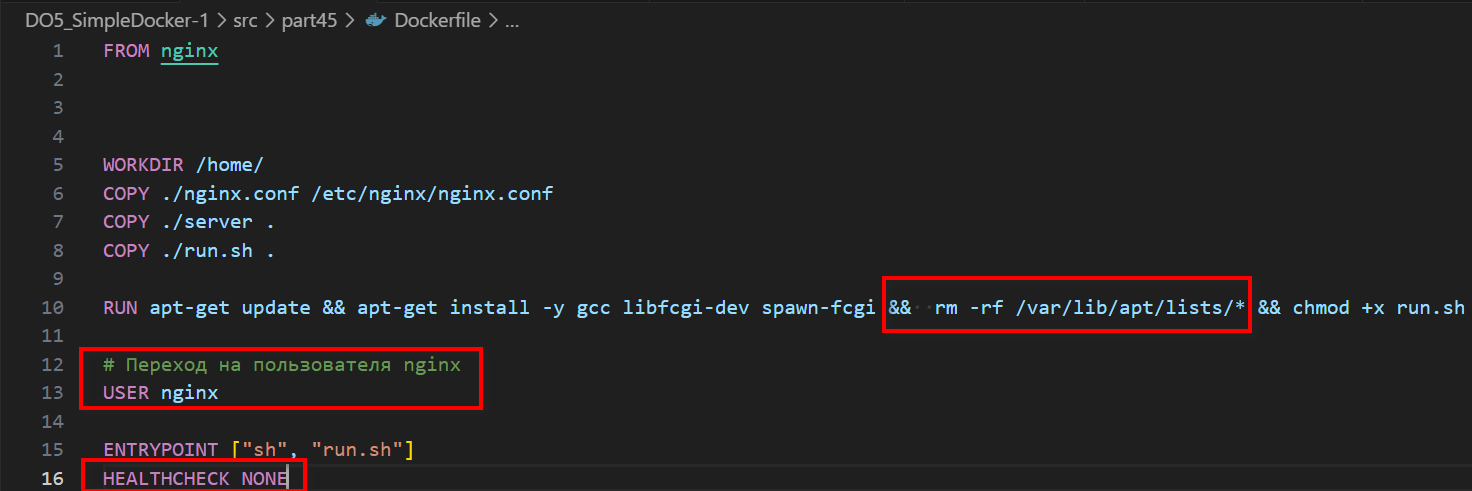 DO5_SimpleDocker-1 > src > part45 > Dockerfile > ...
1 FROM nginx
2
3
4
5 WORKDIR /home/
6 COPY ./nginx.conf /etc/nginx/nginx.conf
7 COPY ./server .
8 COPY ./run.sh .
9
10 RUN apt-get update && apt-get install -y gcc libfcgi-dev spawn-fcgi &&  rm -rf /var/lib/apt/lists/* && chmod +x run.sh
11
12 # Переход на пользователя nginx
13 USER nginx
14
15 ENTRYPOINT ["sh", "run.sh"]
16 HEALTHCHECK NONE